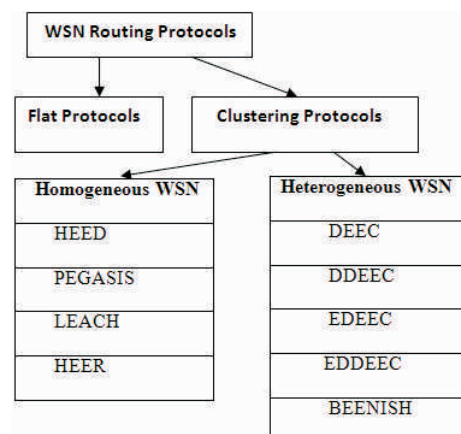 WSN Routing Protocols
Flat Protocols
Clustering Protocols
Homogeneous WSN
HEED
PEGASIS
LEACH
HEER
Heterogeneous WSN
DEEC
DDEEC
EDEEC
EDDEEC
BEENISH